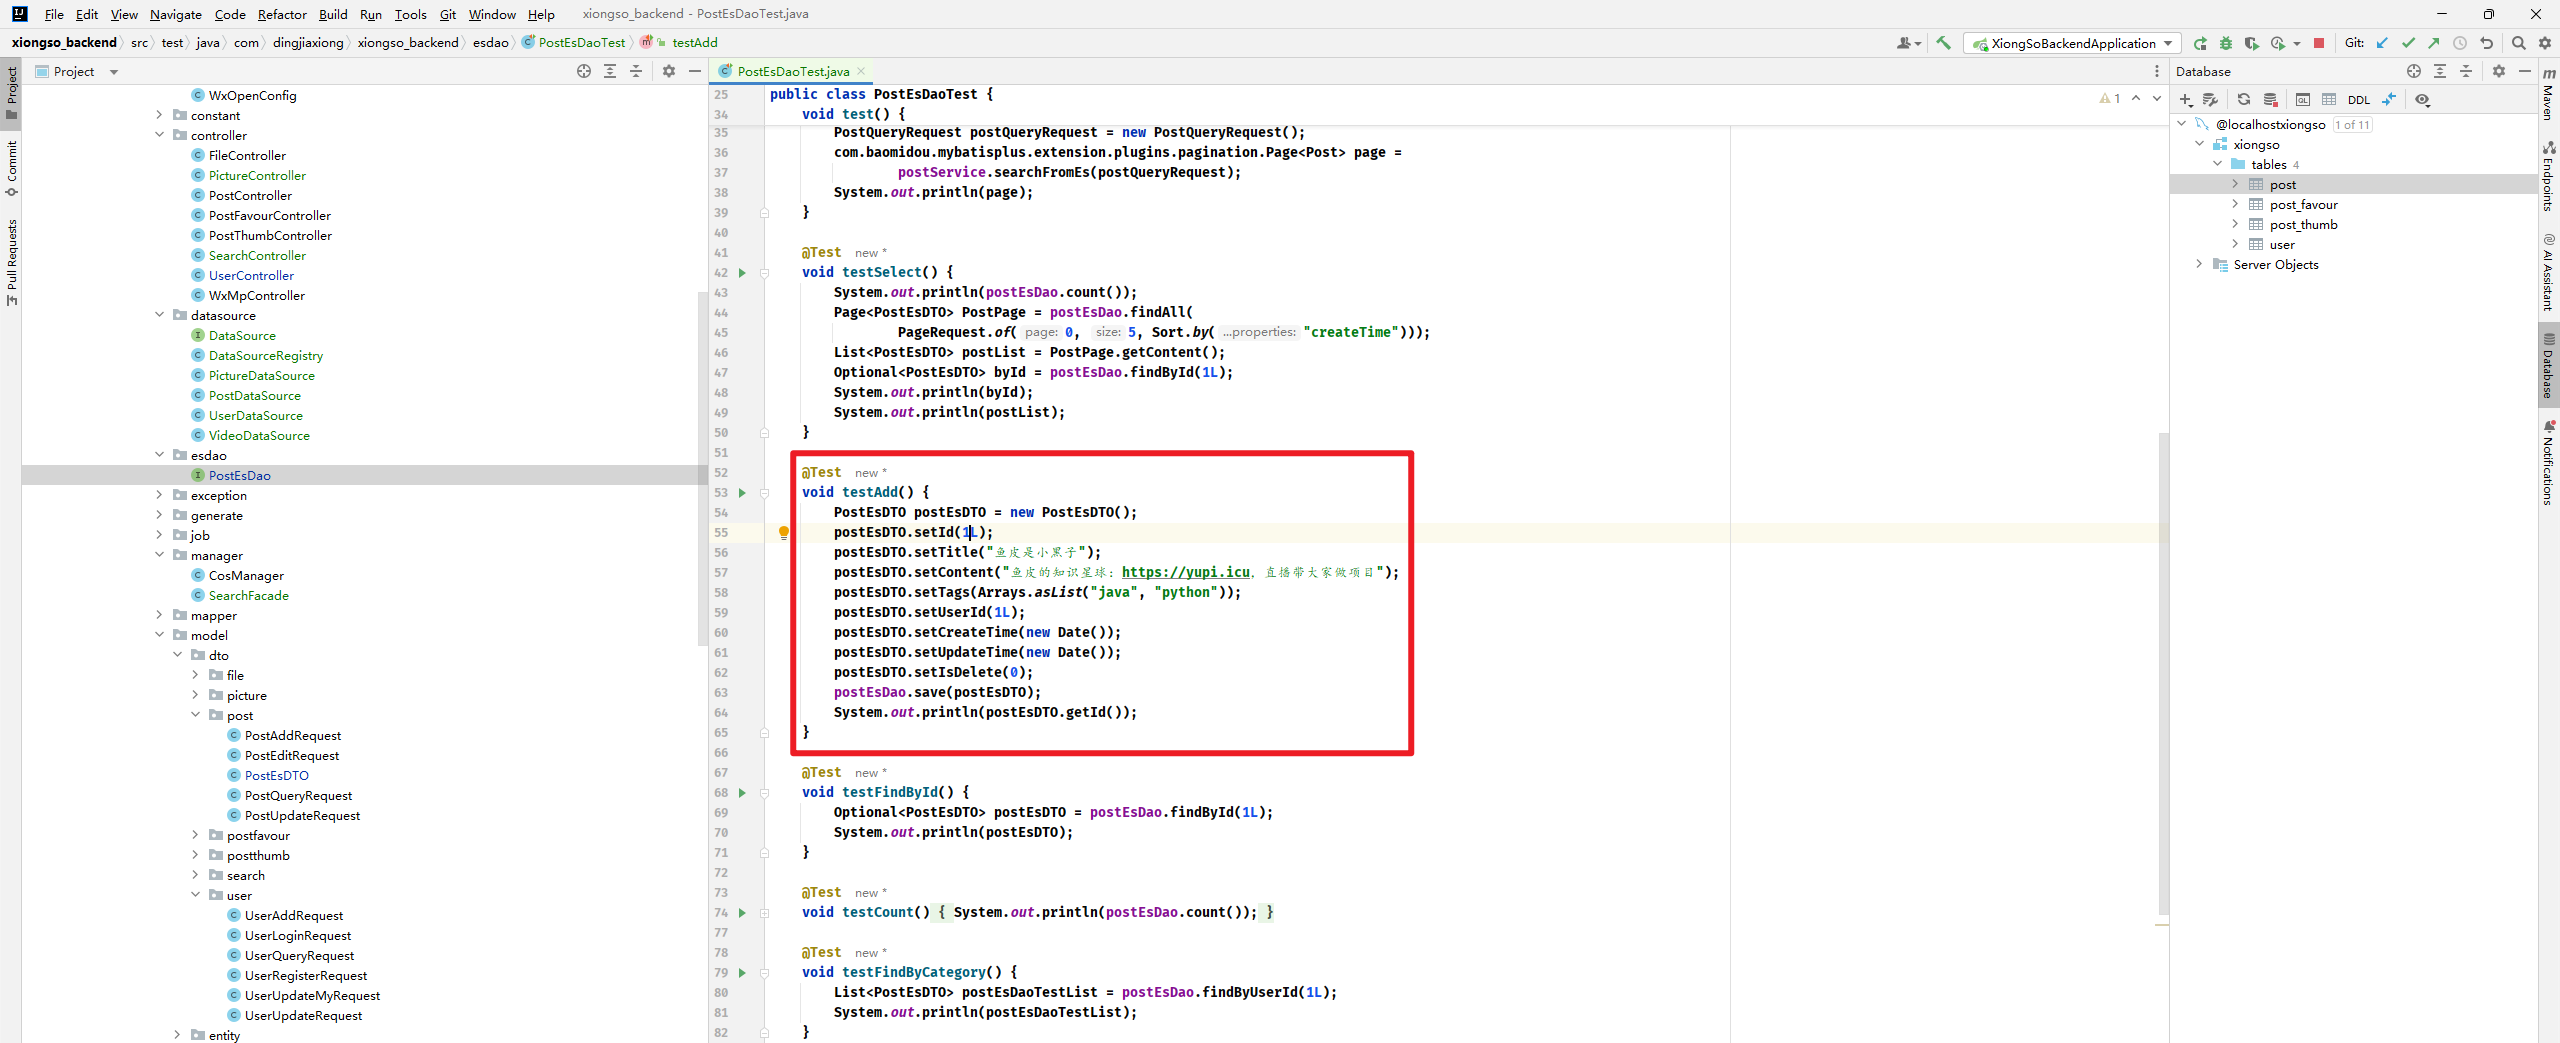 File Edit View Navigate Code Refactor Build Run Tools Git Window Help xiongso_backend - PostEsDaoTest.java
xiongso_backend src test java com dingjiaxiong xiongso_backend esdao PostEsDaoTest testAdd
XiongSoBackendApplication Git:
Project
PostEsDaoTest.java
Database
Project
Commit
Pull Requests
WxOpenConfig
constant
controller
FileController
PictureController
PostController
PostFavourController
PostThumbController
SearchController
UserController
WxMpController
datasource
DataSource
DataSourceRegistry
PictureDataSource
PostDataSource
UserDataSource
VideoDataSource
esdao
PostEsDao
exception
generate
job
manager
CosManager
SearchFacade
mapper
model
dto
file
picture
post
PostAddRequest
PostEditRequest
PostEsDTO
PostQueryRequest
PostUpdateRequest
postfavour
postthumb
search
user
UserAddRequest
UserLoginRequest
UserQueryRequest
UserRegisterRequest
UserUpdateMyRequest
UserUpdateRequest
entity
25 public class PostEsDaoTest {
34 void test() {
35 PostQueryRequest postQueryRequest = new PostQueryRequest();
36 com.baomidou.mybatisplus.extension.plugins.pagination.Page<Post> page =
37 postService.searchFromEs(postQueryRequest);
38 System.out.println(page);
39 }
40
41 @Test new *
42 void testSelect() {
43 System.out.println(postEsDao.count());
44 Page<PostEsDTO> PostPage = postEsDao.findAll(
45 PageRequest.of( page: 0, size: 5, Sort.by( ...properties: "createTime")));
46 List<PostEsDTO> postList = PostPage.getContent();
47 Optional<PostEsDTO> byId = postEsDao.findById(1L);
48 System.out.println(byId);
49 System.out.println(postList);
50 }
51
52 @Test new *
53 void testAdd() {
54 PostEsDTO postEsDTO = new PostEsDTO();
55 postEsDTO.setId(1L);
56 postEsDTO.setTitle("鱼皮是小黑子");
57 postEsDTO.setContent("鱼皮的知识星球：https://yupi.icu，直播带大家做项目");
58 postEsDTO.setTags(Arrays.asList("java", "python"));
59 postEsDTO.setUserId(1L);
60 postEsDTO.setCreateTime(new Date());
61 postEsDTO.setUpdateTime(new Date());
62 postEsDTO.setIsDelete(0);
63 postEsDao.save(postEsDTO);
64 System.out.println(postEsDTO.getId());
65 }
66
67 @Test new *
68 void testFindById() {
69 Optional<PostEsDTO> postEsDTO = postEsDao.findById(1L);
70 System.out.println(postEsDTO);
71 }
72
73 @Test new *
74 void testCount() { System.out.println(postEsDao.count()); }
77
78 @Test new *
79 void testFindByCategory() {
80 List<PostEsDTO> postEsDaoTestList = postEsDao.findByUserId(1L);
81 System.out.println(postEsDaoTestList);
82 }
1
DDL
@localhostxiongso 1 of 11
xiongso
tables 4
post
post_favour
post_thumb
user
Server Objects
Maven
Endpoints
AI Assistant
Database
Notifications